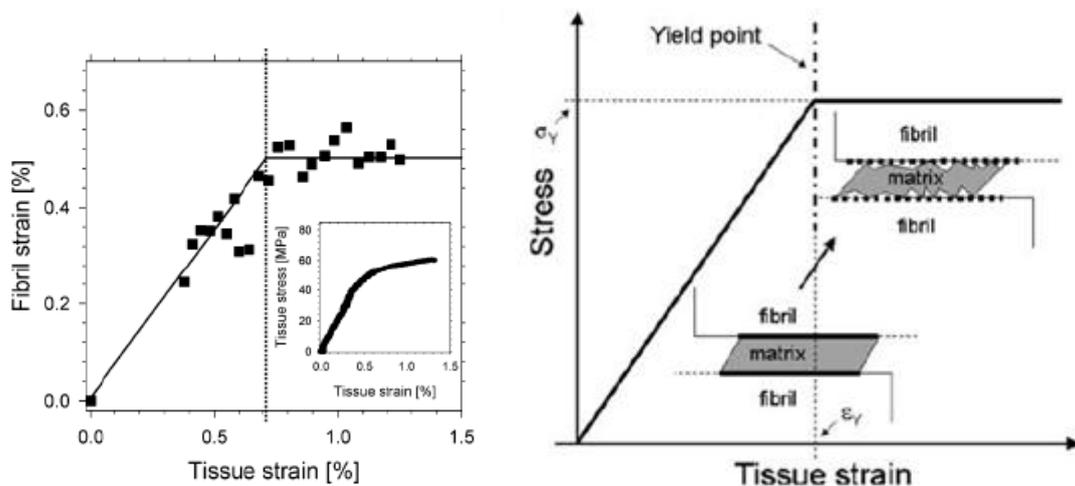 Fibril strain [%]
0.6
0.4
0.2
0.0
0.0
0.5
1.0
1.5
Tissue strain [%]
Tissue stress [MPa]
80
60
40
20
0
0.0
0.5
1.0
1.5
Tissue strain [%]
Yield point
σY
Stress
fibril
matrix
fibril
fibril
matrix
fibril
εY
Tissue strain